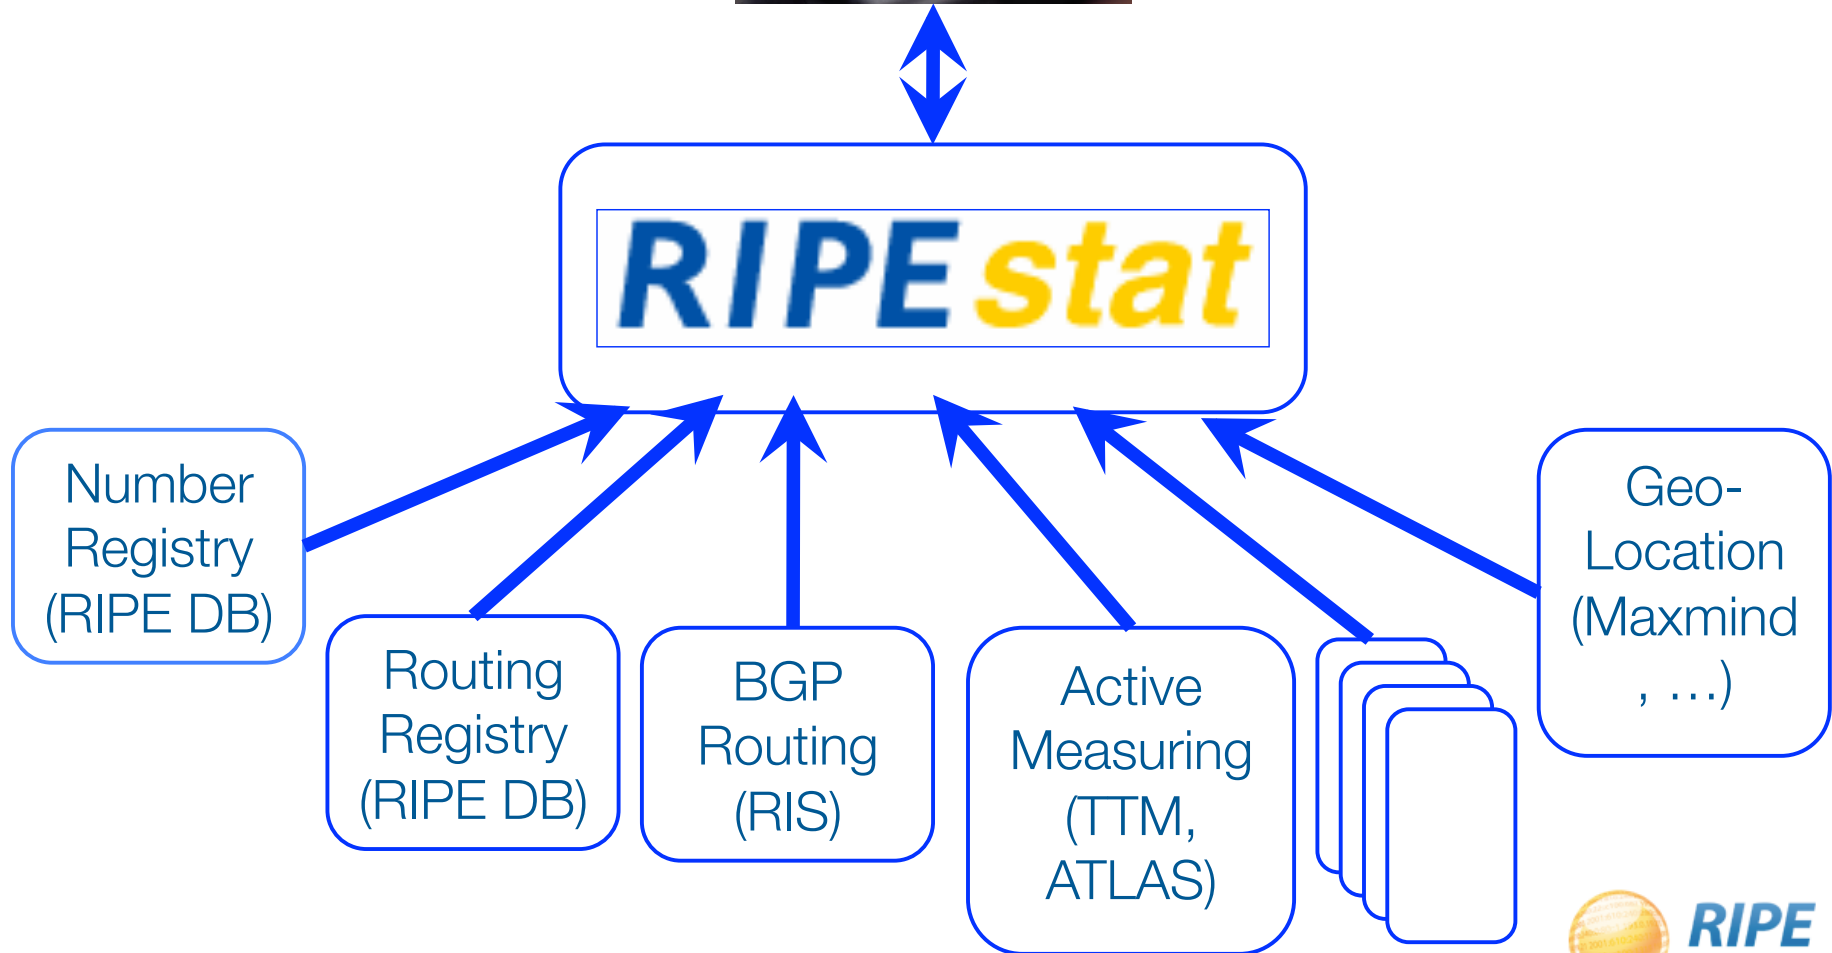 RIPEstat
Number
Registry
(RIPE DB)
Routing
Registry
(RIPE DB)
BGP
Routing
(RIS)
Active
Measuring
(TTM,
ATLAS)
Geo-
Location
(Maxmind
, …)
RIPE